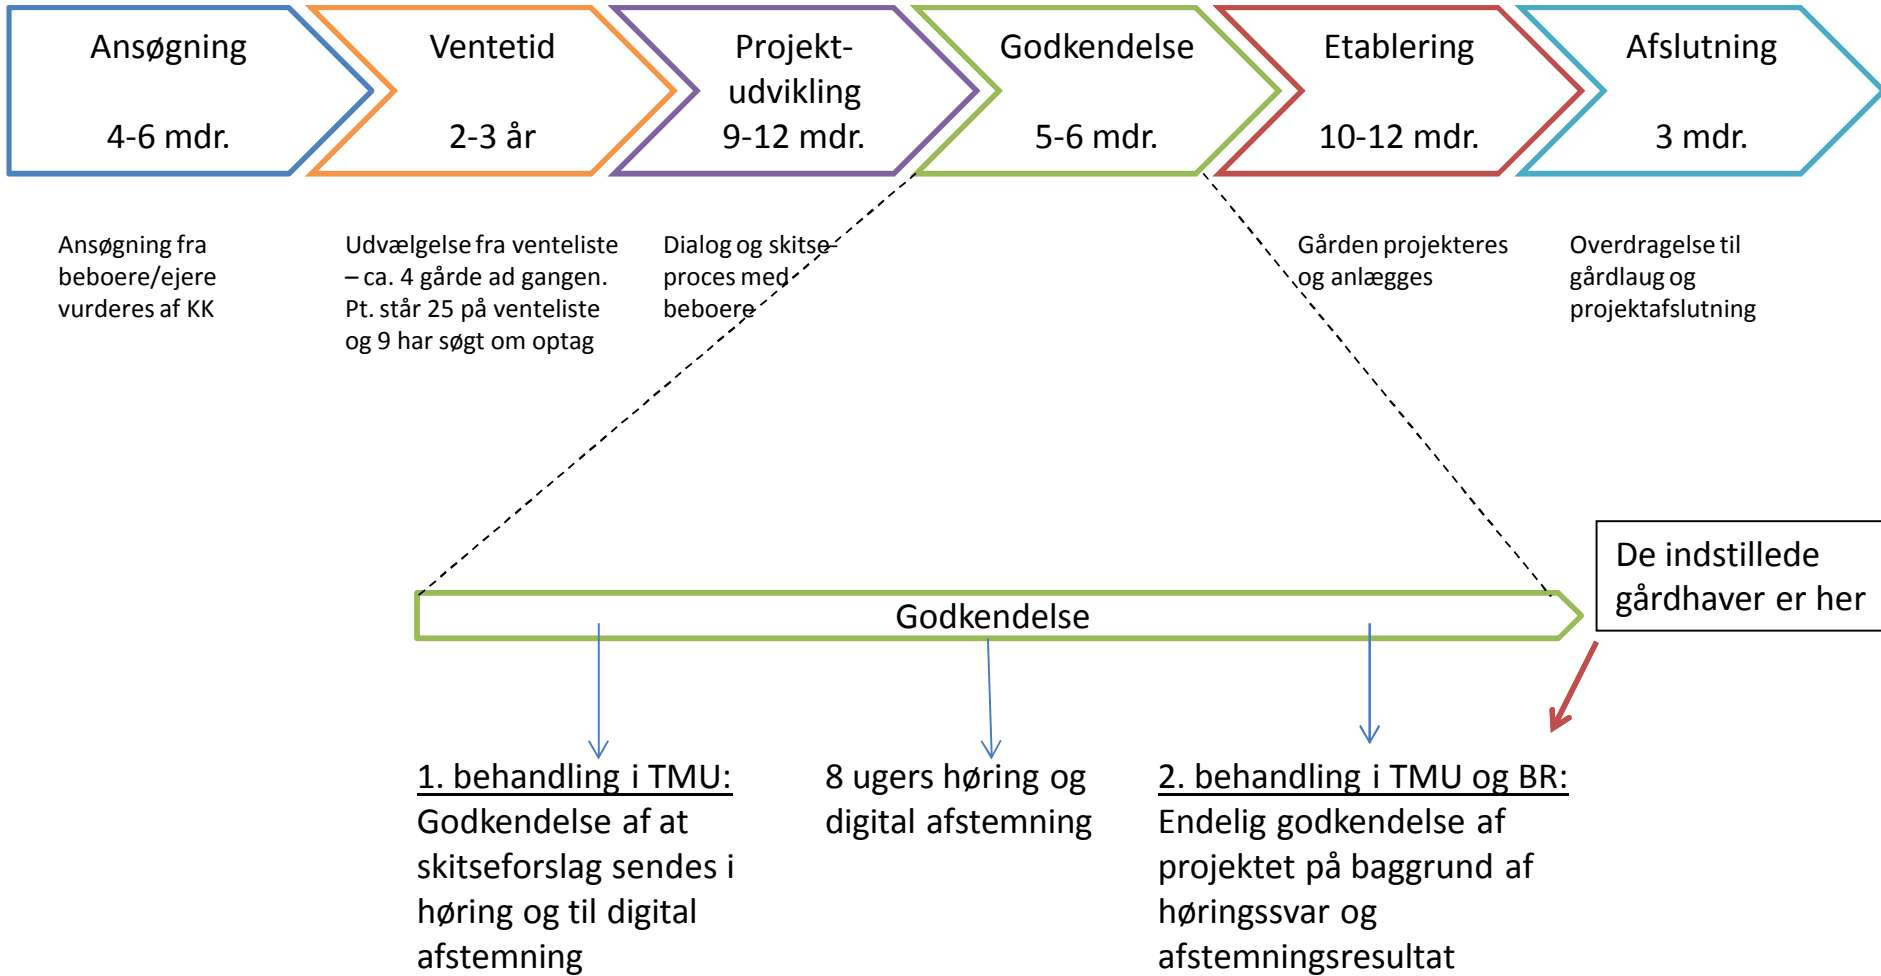 Ansøgning
4-6 mdr.
Ventetid
2-3 år
Projekt-
udvikling
9-12 mdr.
Godkendelse
5-6 mdr.
Etablering
10-12 mdr.
Afslutning
3 mdr.
Ansøgning fra
beboere/ejere
vurderes af KK
Udvælgelse fra venteliste
– ca. 4 gårde ad gangen.
Pt. står 25 på venteliste
og 9 har søgt om optag
Dialog og skitse-
proces med
beboere
Gården projekteres
og anlægges
Overdragelse til
gårdlaug og
projektafslutning
De indstillede
gårdhaver er her
Godkendelse
1. behandling i TMU:
Godkendelse af at
skitseforslag sendes i
høring og til digital
afstemning
8 ugers høring og
digital afstemning
2. behandling i TMU og BR:
Endelig godkendelse af
projektet på baggrund af
høringssvar og
afstemningsresultat